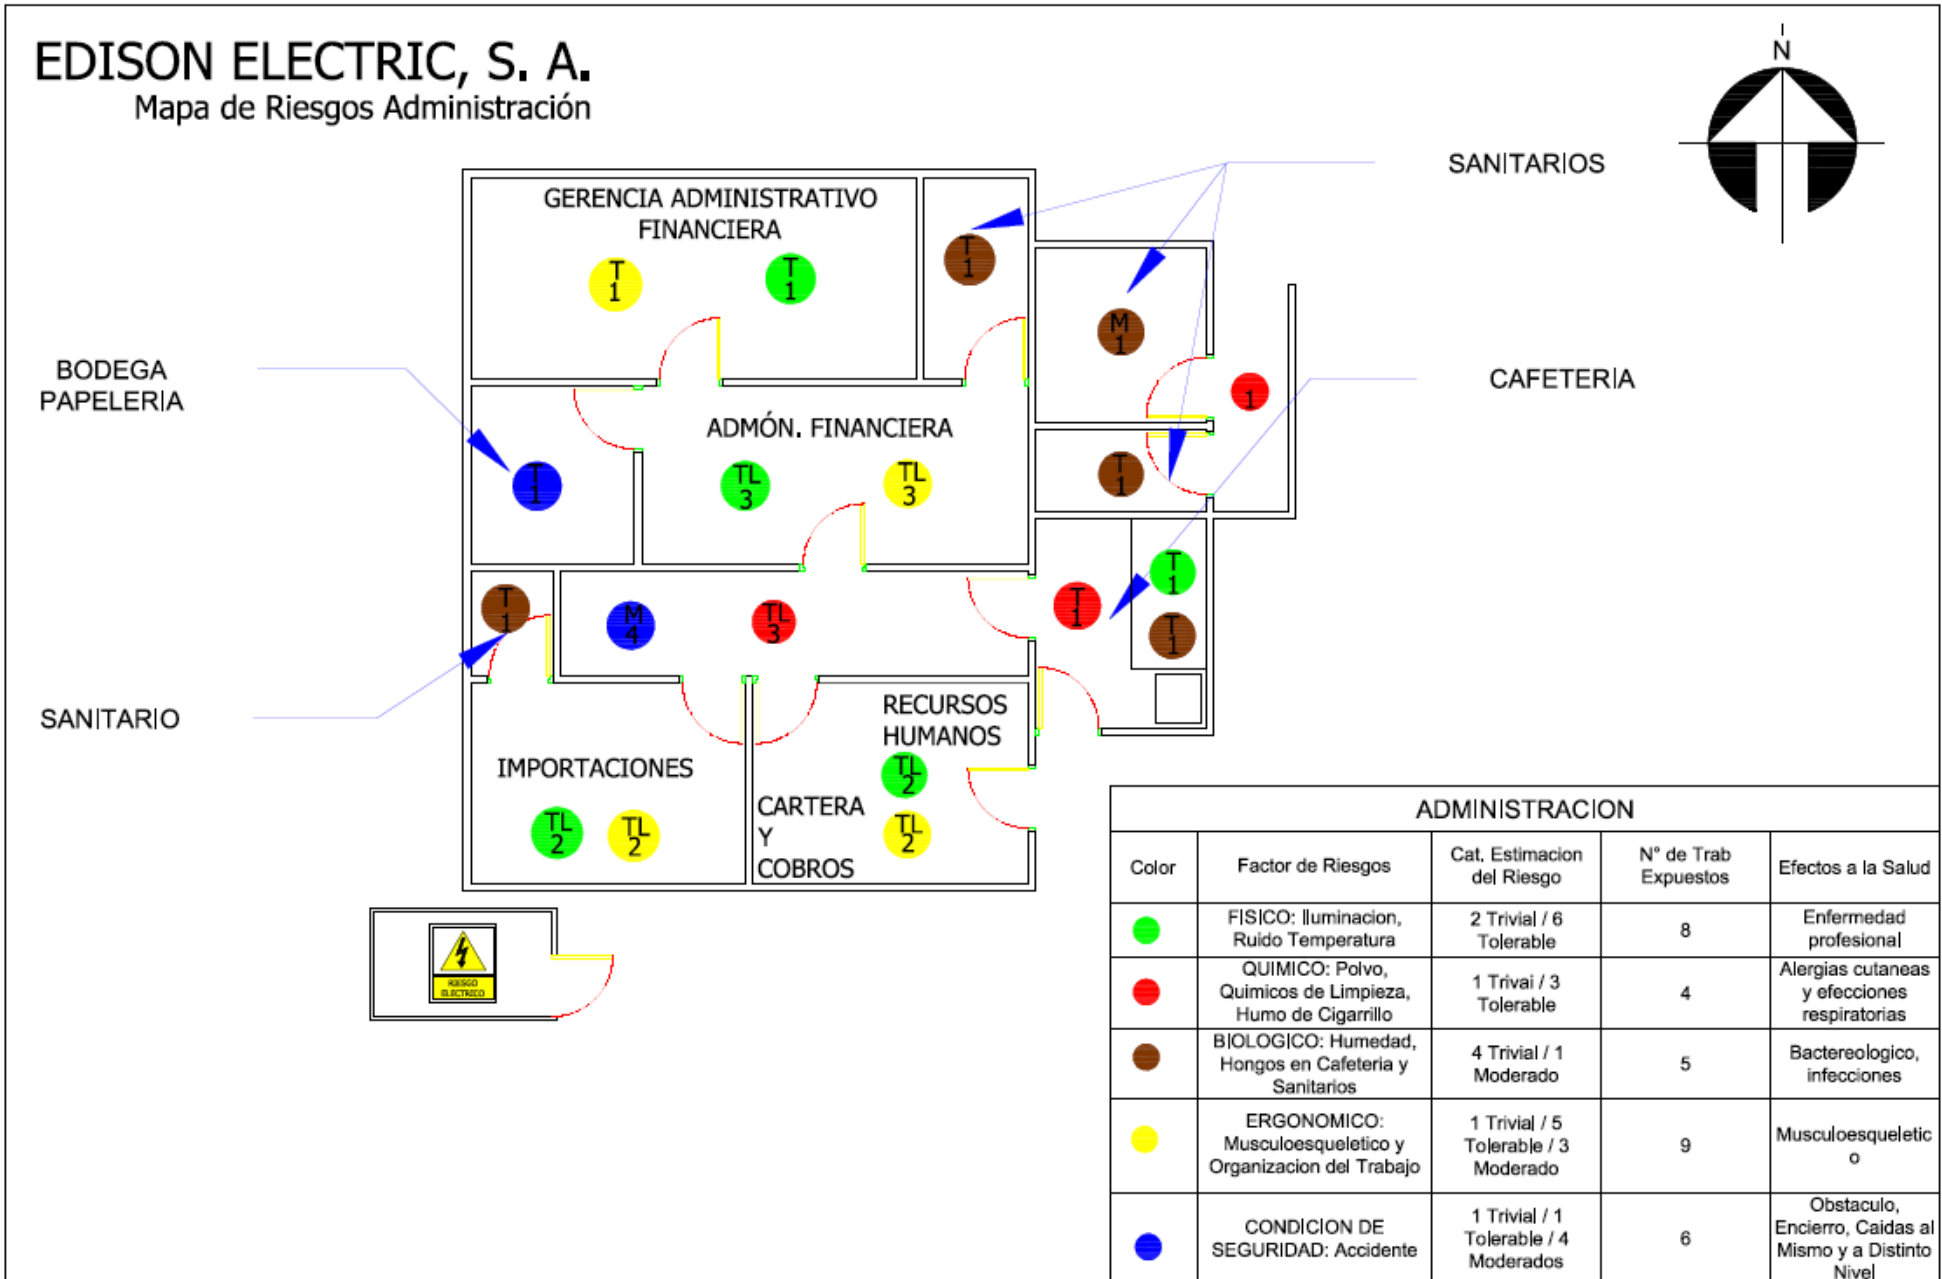 EDISON ELECTRIC, S. A.
Mapa de Riesgos Administración
N
SANITARIOS
GERENCIA ADMINISTRATIVO
FINANCIERA
T
1
T
1
T
1
M
1
BODEGA
PAPELERIA
CAFETERIA
1
ADMÓN. FINANCIERA
T
1
TL
3
TL
3
T
1
T
1
T
1
M
4
TL
3
T
1
T
1
SANITARIO
RECURSOS
HUMANOS
IMPORTACIONES
TL
2
CARTERA
Y
COBROS
TL
2
TL
2
TL
2
RIESGO
ELECTRICO
ADMINISTRACION
Color
Factor de Riesgos
Cat. Estimacion
del Riesgo
N° de Trab
Expuestos
Efectos a la Salud
FISICO: Iluminacion,
Ruido Temperatura
2 Trivial / 6
Tolerable
8
Enfermedad
profesional
QUIMICO: Polvo,
Quimicos de Limpieza,
Humo de Cigarrillo
1 Trivai / 3
Tolerable
4
Alergias cutaneas
y efecciones
respiratorias
BIOLOGICO: Humedad,
Hongos en Cafeteria y
Sanitarios
4 Trivial / 1
Moderado
5
Bactereologico,
infecciones
ERGONOMICO:
Musculoesqueletico y
Organizacion del Trabajo
1 Trivial / 5
Tolerable / 3
Moderado
9
Musculoesqueletic
o
CONDICION DE
SEGURIDAD: Accidente
1 Trivial / 1
Tolerable / 4
Moderados
6
Obstaculo,
Encierro, Caidas al
Mismo y a Distinto
Nivel